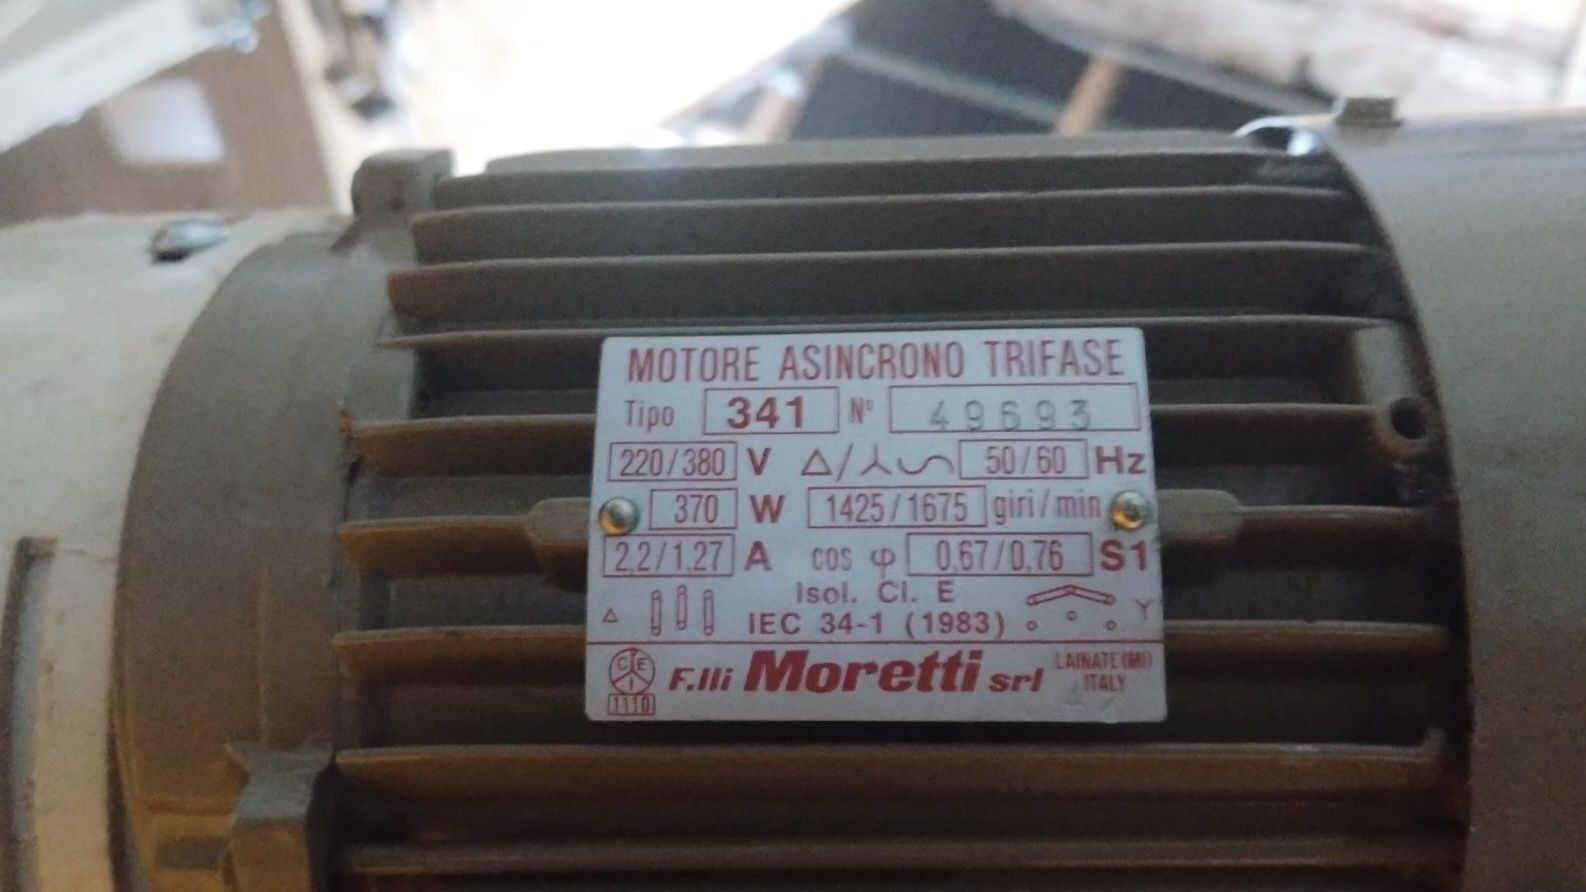 MOTORE ASINCRONO TRIFASE
Tipo 341 N° 49693
220/380 V Δ/Y∿ 50/60 Hz
370 W 1425/1675 giri/min
2,2/1,27 A cos φ 0,67/0,76 S1
Isol. Cl. E
Δ IEC 34-1 (1983) Y
CEI F.lli Moretti srl LAINATE (MI)
1110 ITALY